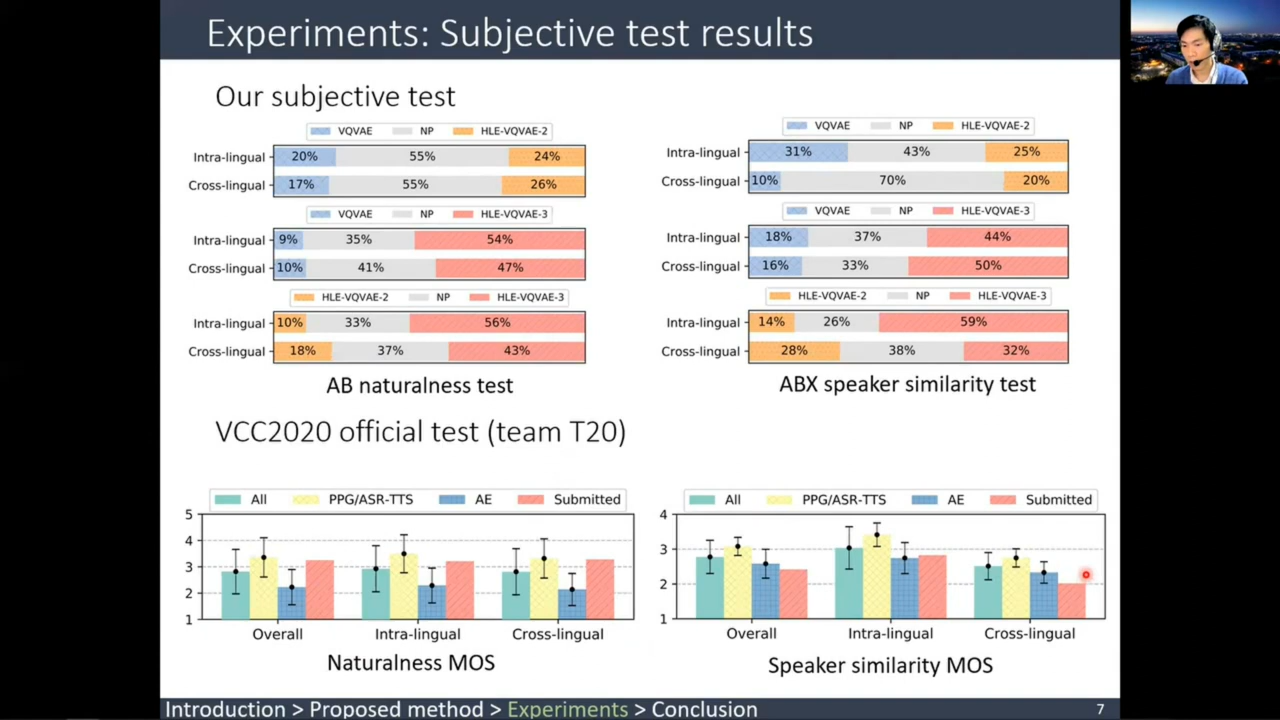 Experiments: Subjective test results
Our subjective test
VQVAE NP HLE-VQVAE-2
Intra-lingual 20% 55% 24%
Cross-lingual 17% 55% 26%
VQVAE NP HLE-VQVAE-3
Intra-lingual 9% 35% 54%
Cross-lingual 10% 41% 47%
HLE-VQVAE-2 NP HLE-VQVAE-3
Intra-lingual 10% 33% 56%
Cross-lingual 18% 37% 43%
AB naturalness test
VQVAE NP HLE-VQVAE-2
Intra-lingual 31% 43% 25%
Cross-lingual 10% 70% 20%
VQVAE NP HLE-VQVAE-3
Intra-lingual 18% 37% 44%
Cross-lingual 16% 33% 50%
HLE-VQVAE-2 NP HLE-VQVAE-3
Intra-lingual 14% 26% 59%
Cross-lingual 28% 38% 32%
ABX speaker similarity test
VCC2020 official test (team T20)
All PPG/ASR-TTS AE Submitted
5
4
3
2
1
Overall Intra-lingual Cross-lingual
Naturalness MOS
All PPG/ASR-TTS AE Submitted
4
3
2
1
Overall Intra-lingual Cross-lingual
Speaker similarity MOS
Introduction > Proposed method > Experiments > Conclusion
7